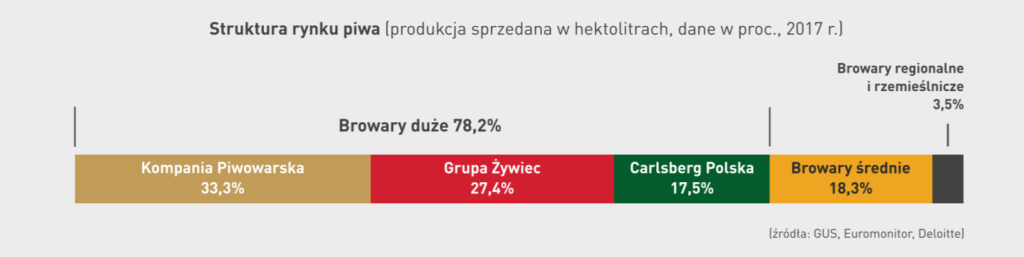 Struktura rynku piwa (produkcja sprzedana w hektolitrach, dane w proc., 2017 r.)
Browary regionalne
i rzemieślnicze
3,5%
Browary duże 78,2%
Kompania Piwowarska
33,3%
Grupa Żywiec
27,4%
Carlsberg Polska
17,5%
Browary średnie
18,3%
(źródła: GUS, Euromonitor, Deloitte)